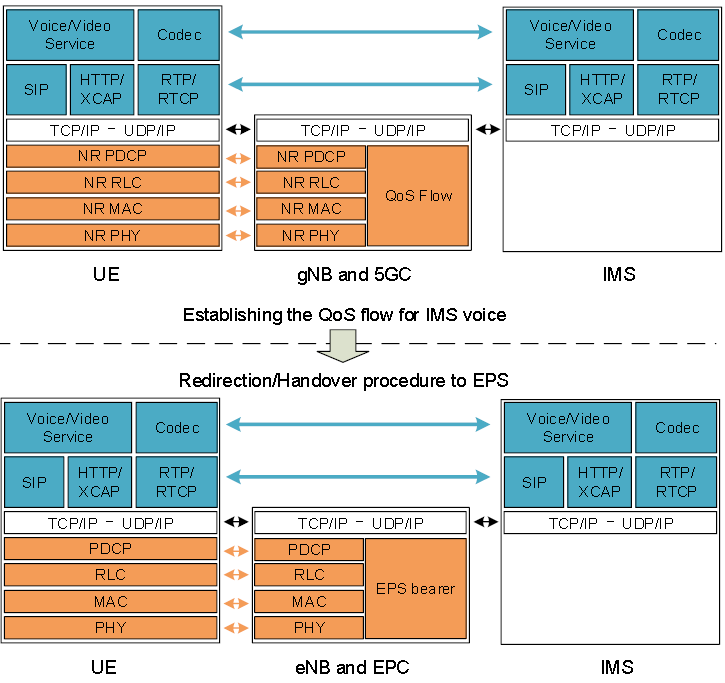 Voice/Video
Service
Codec
Voice/Video
Service
Codec
SIP
HTTP/
XCAP
RTP/
RTCP
SIP
HTTP/
XCAP
RTP/
RTCP
TCP/IP – UDP/IP
TCP/IP – UDP/IP
TCP/IP – UDP/IP
NR PDCP
NR PDCP
NR RLC
NR RLC
NR MAC
NR MAC
NR PHY
NR PHY
QoS Flow
UE
gNB and 5GC
IMS
Establishing the QoS flow for IMS voice
Redirection/Handover procedure to EPS
Voice/Video
Service
Codec
Voice/Video
Service
Codec
SIP
HTTP/
XCAP
RTP/
RTCP
SIP
HTTP/
XCAP
RTP/
RTCP
TCP/IP – UDP/IP
TCP/IP – UDP/IP
TCP/IP – UDP/IP
PDCP
PDCP
RLC
RLC
MAC
MAC
PHY
PHY
EPS bearer
UE
eNB and EPC
IMS